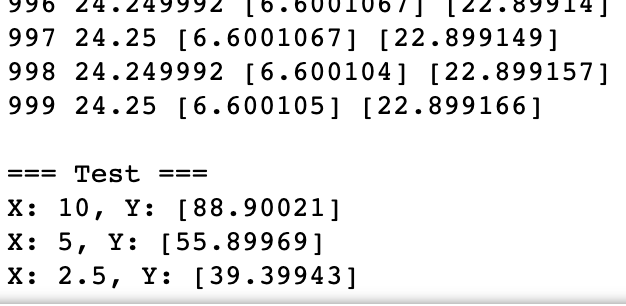 996 24.249992 [6.6001067] [22.89914]
997 24.25 [6.6001067] [22.899149]
998 24.249992 [6.600104] [22.899157]
999 24.25 [6.600105] [22.899166]
=== Test ===
X: 10, Y: [88.90021]
X: 5, Y: [55.89969]
X: 2.5, Y: [39.39943]